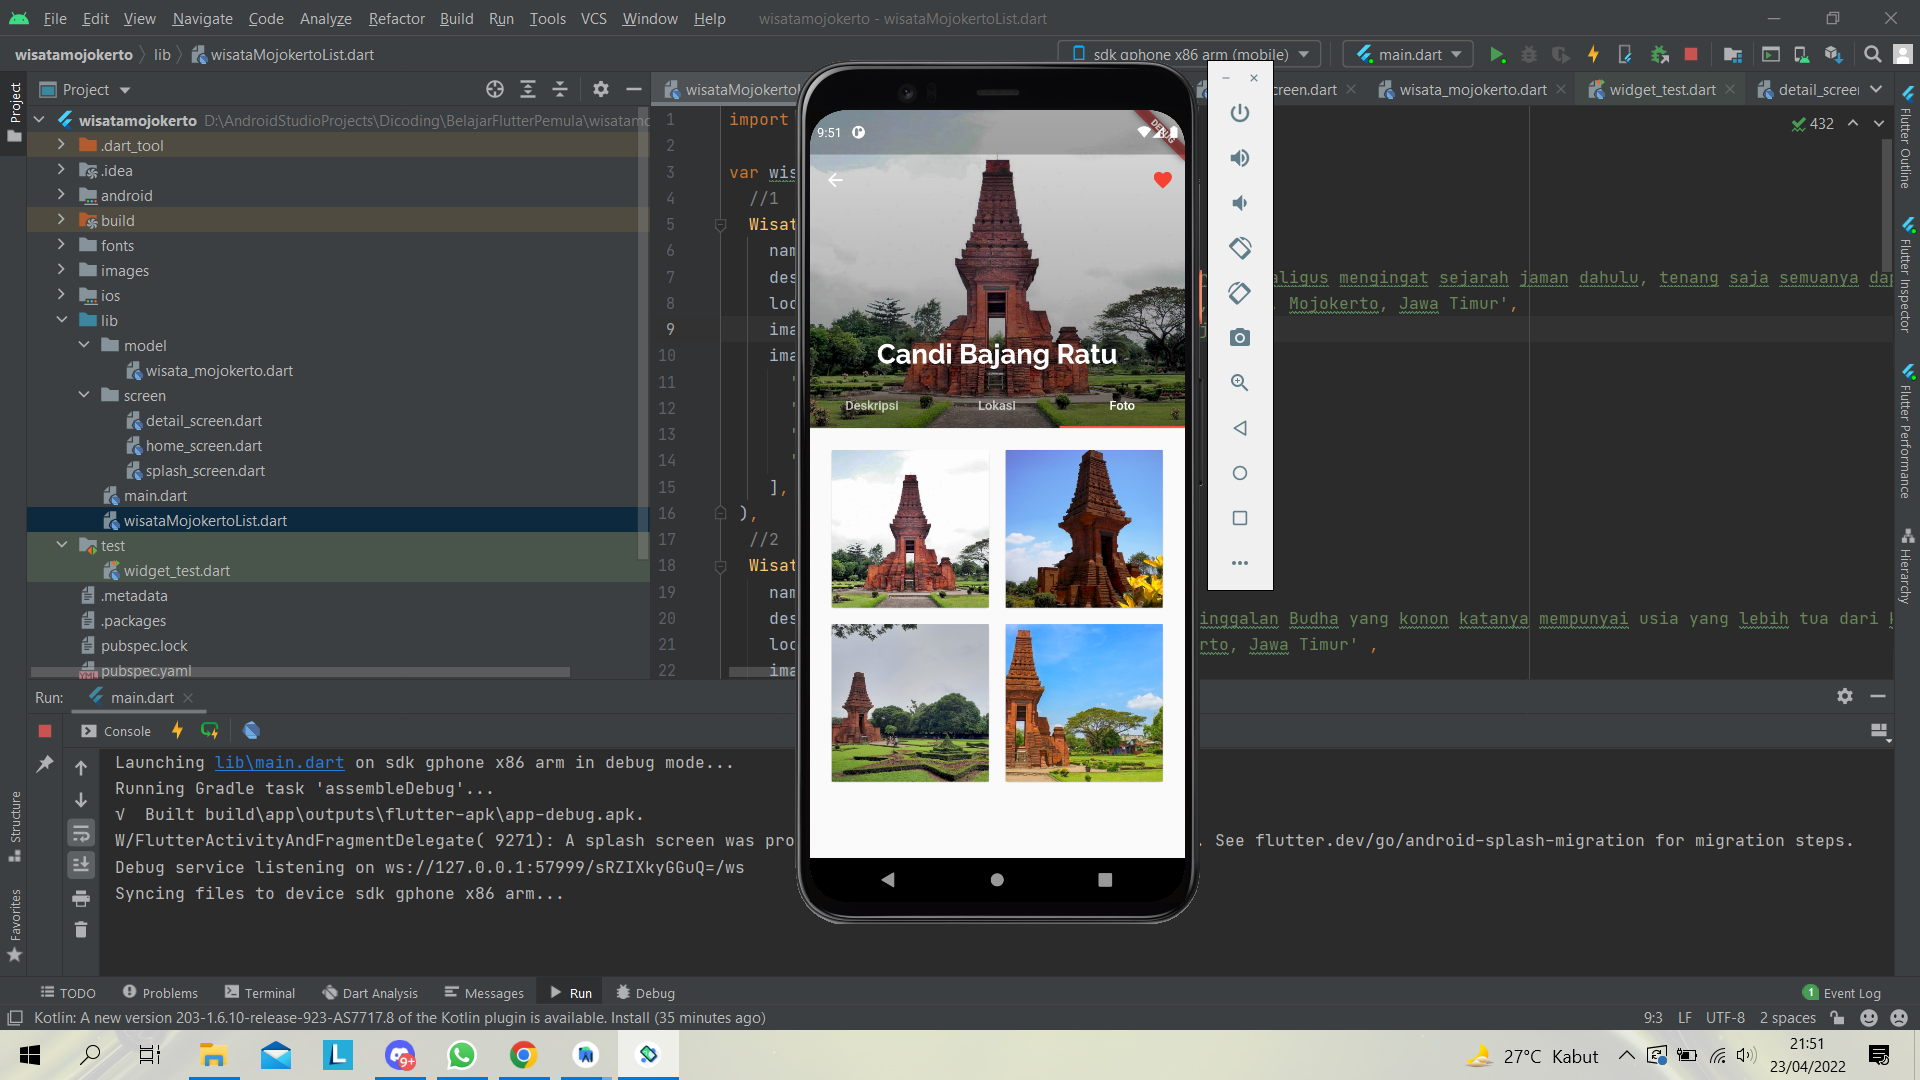 File Edit View Navigate Code Analyze Refactor Build Run Tools VCS Window Help wisatamojokerto - wisataMojokertoList.dart
wisatamojokerto lib wisataMojokertoList.dart sdk gphone x86 arm (mobile) main.dart
Project Project wisataMojokerto creen.dart wisata_mojokerto.dart widget_test.dart
wisatamojokerto D:\AndroidStudioProjects\Dicoding\BelajarFlutterPemula\wisatamo
.dart_tool
.idea
android
build
fonts
images
ios
lib
model
wisata_mojokerto.dart
screen
detail_screen.dart
home_screen.dart
splash_screen.dart
main.dart
wisataMojokertoList.dart
test
widget_test.dart
.metadata
.packages
pubspec.lock
pubspec.yaml
1 import
2
3 var wis
4 //1
5 Wisat
6 nam
7 des aligus mengingat sejarah jaman dahulu, tenang saja semuanya dap
8 loc Mojokerto, Jawa Timur',
9 ima
10 ima
11 '
12 '
13 '
14 '
15 ],
16 ),
17 //2
18 Wisat
19 nam
20 des inggalan Budha yang konon katanya mempunyai usia yang lebih tua dari
21 loc rto, Jawa Timur' ,
22 ima
432
9:51
DEBUG
Candi Bajang Ratu
Deskripsi Lokasi Foto
Flutter Outline
Flutter Inspector
Flutter Performance
Hierarchy
Run: main.dart
Console
Launching lib\main.dart on sdk gphone x86 arm in debug mode...
Running Gradle task 'assembleDebug'...
√ Built build\app\outputs\flutter-apk\app-debug.apk.
W/FlutterActivityAndFragmentDelegate( 9271): A splash screen was pro . See flutter.dev/go/android-splash-migration for migration steps.
Debug service listening on ws://127.0.0.1:57999/sRZIXkyGGuQ=/ws
Syncing files to device sdk gphone x86 arm...
Structure
Favorites
TODO Problems Terminal Dart Analysis Messages Run Debug 1 Event Log
Kotlin: A new version 203-1.6.10-release-923-AS7717.8 of the Kotlin plugin is available. Install (35 minutes ago) 9:3 LF UTF-8 2 spaces
L 9+ 27°C Kabut 21:51
23/04/2022